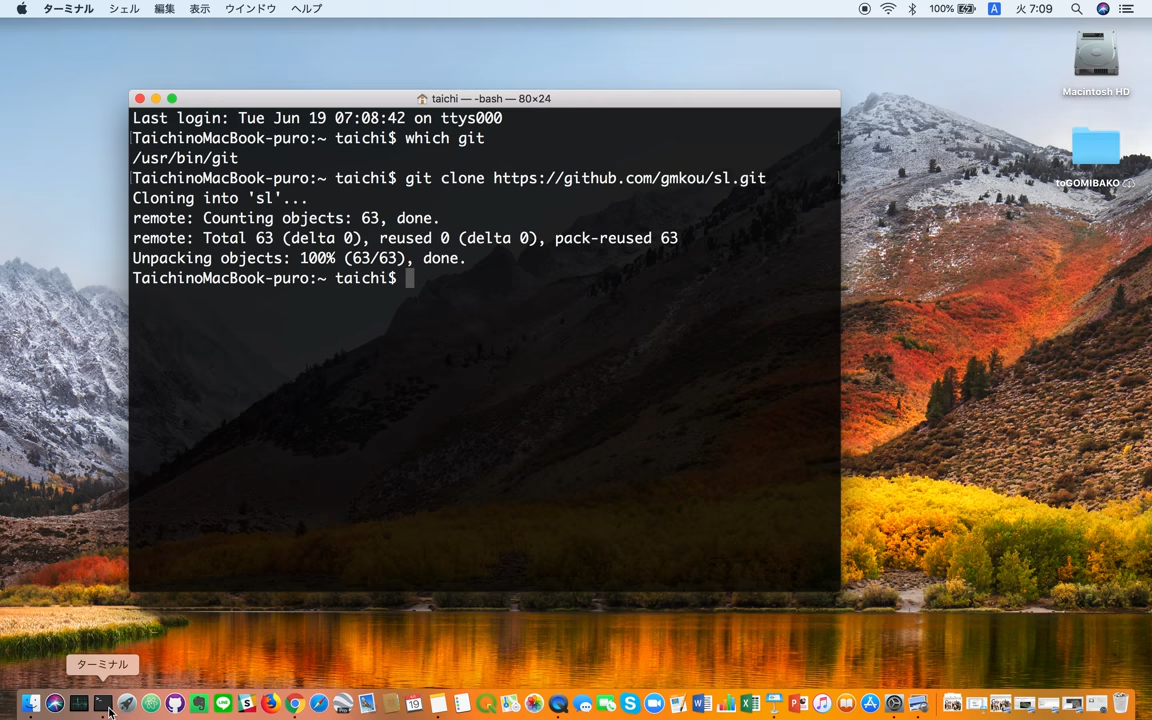 ターミナル シェル 編集 表示 ウインドウ ヘルプ 100% A 火 7:09
Macintosh HD
toGOMIBAKO
taichi — -bash — 80×24
Last login: Tue Jun 19 07:08:42 on ttys000
TaichinoMacBook-puro:~ taichi$ which git
/usr/bin/git
TaichinoMacBook-puro:~ taichi$ git clone https://github.com/gmkou/sl.git
Cloning into 'sl'...
remote: Counting objects: 63, done.
remote: Total 63 (delta 0), reused 0 (delta 0), pack-reused 63
Unpacking objects: 100% (63/63), done.
TaichinoMacBook-puro:~ taichi$
ターミナル